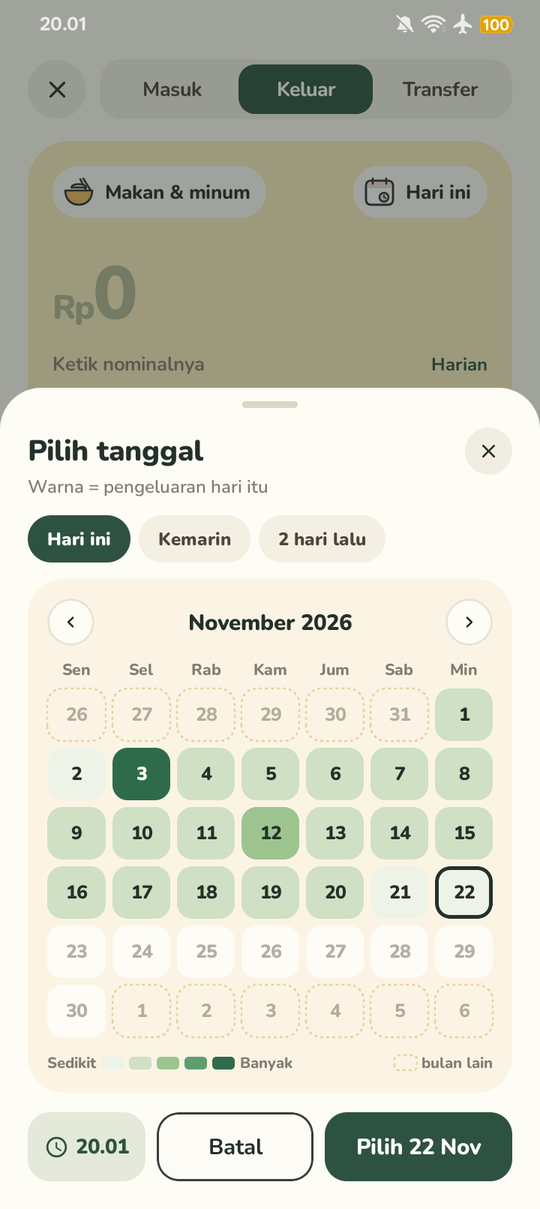 20.01 100
Masuk Keluar Transfer
Makan & minum Hari ini
Rp0
Ketik nominalnya Harian
Pilih tanggal
Warna = pengeluaran hari itu
Hari ini Kemarin 2 hari lalu
November 2026
Sen Sel Rab Kam Jum Sab Min
26 27 28 29 30 31 1
2 3 4 5 6 7 8
9 10 11 12 13 14 15
16 17 18 19 20 21 22
23 24 25 26 27 28 29
30 1 2 3 4 5 6
Sedikit Banyak bulan lain
20.01 Batal Pilih 22 Nov